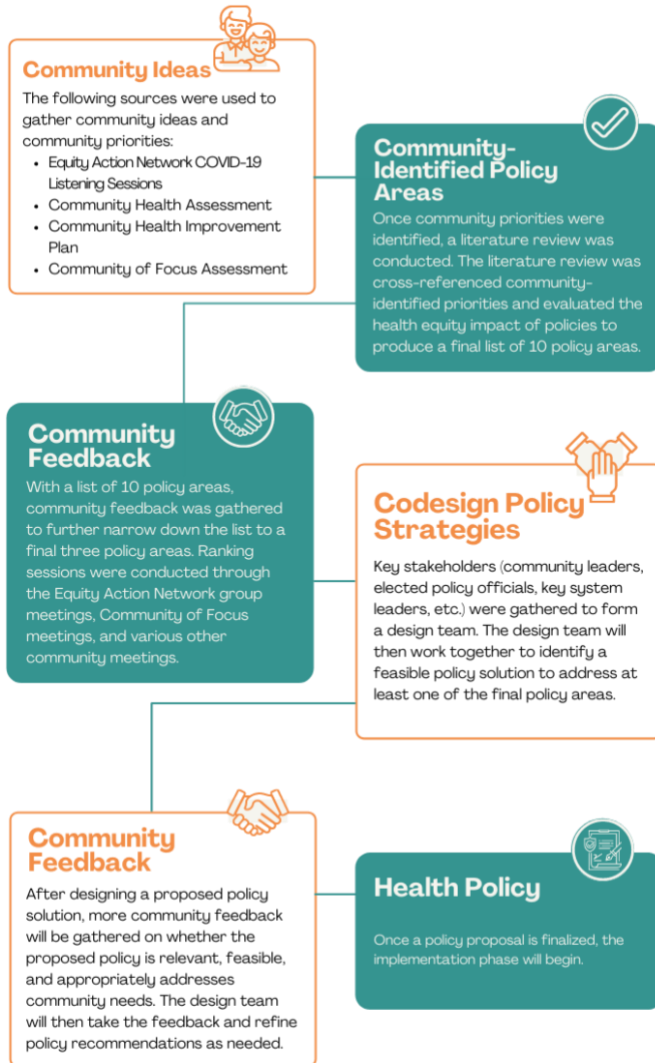 Community Ideas
The following sources were used to
gather community ideas and
community priorities:
• Equity Action Network COVID-19
Listening Sessions
• Community Health Assessment
• Community Health Improvement
Plan
• Community of Focus Assessment
Community-
Identified Policy
Areas
Once community priorities were
identified, a literature review was
conducted. The literature review was
cross-referenced community-
identified priorities and evaluated the
health equity impact of policies to
produce a final list of 10 policy areas.
Community
Feedback
With a list of 10 policy areas,
community feedback was gathered
to further narrow down the list to a
final three policy areas. Ranking
sessions were conducted through
the Equity Action Network group
meetings, Community of Focus
meetings, and various other
community meetings.
Codesign Policy
Strategies
Key stakeholders (community leaders,
elected policy officials, key system
leaders, etc.) were gathered to form
a design team. The design team will
then work together to identify a
feasible policy solution to address at
least one of the final policy areas.
Community
Feedback
After designing a proposed policy
solution, more community feedback
will be gathered on whether the
proposed policy is relevant, feasible,
and appropriately addresses
community needs. The design team
will then take the feedback and refine
policy recommendations as needed.
Health Policy
Once a policy proposal is finalized, the
implementation phase will begin.